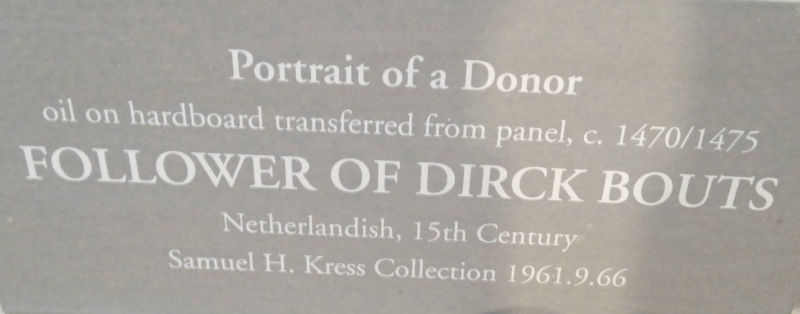 Portrait of a Donor
oil on hardboard transferred from panel, c. 1470/1475
FOLLOWER OF DIRCK BOUTS
Netherlandish, 15th Century
Samuel H. Kress Collection 1961.9.66